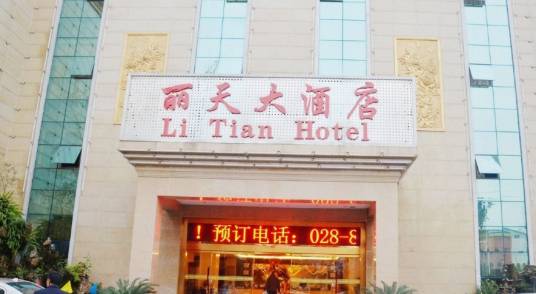 丽天大酒店
Li Tian Hotel
！预订电话：028-8